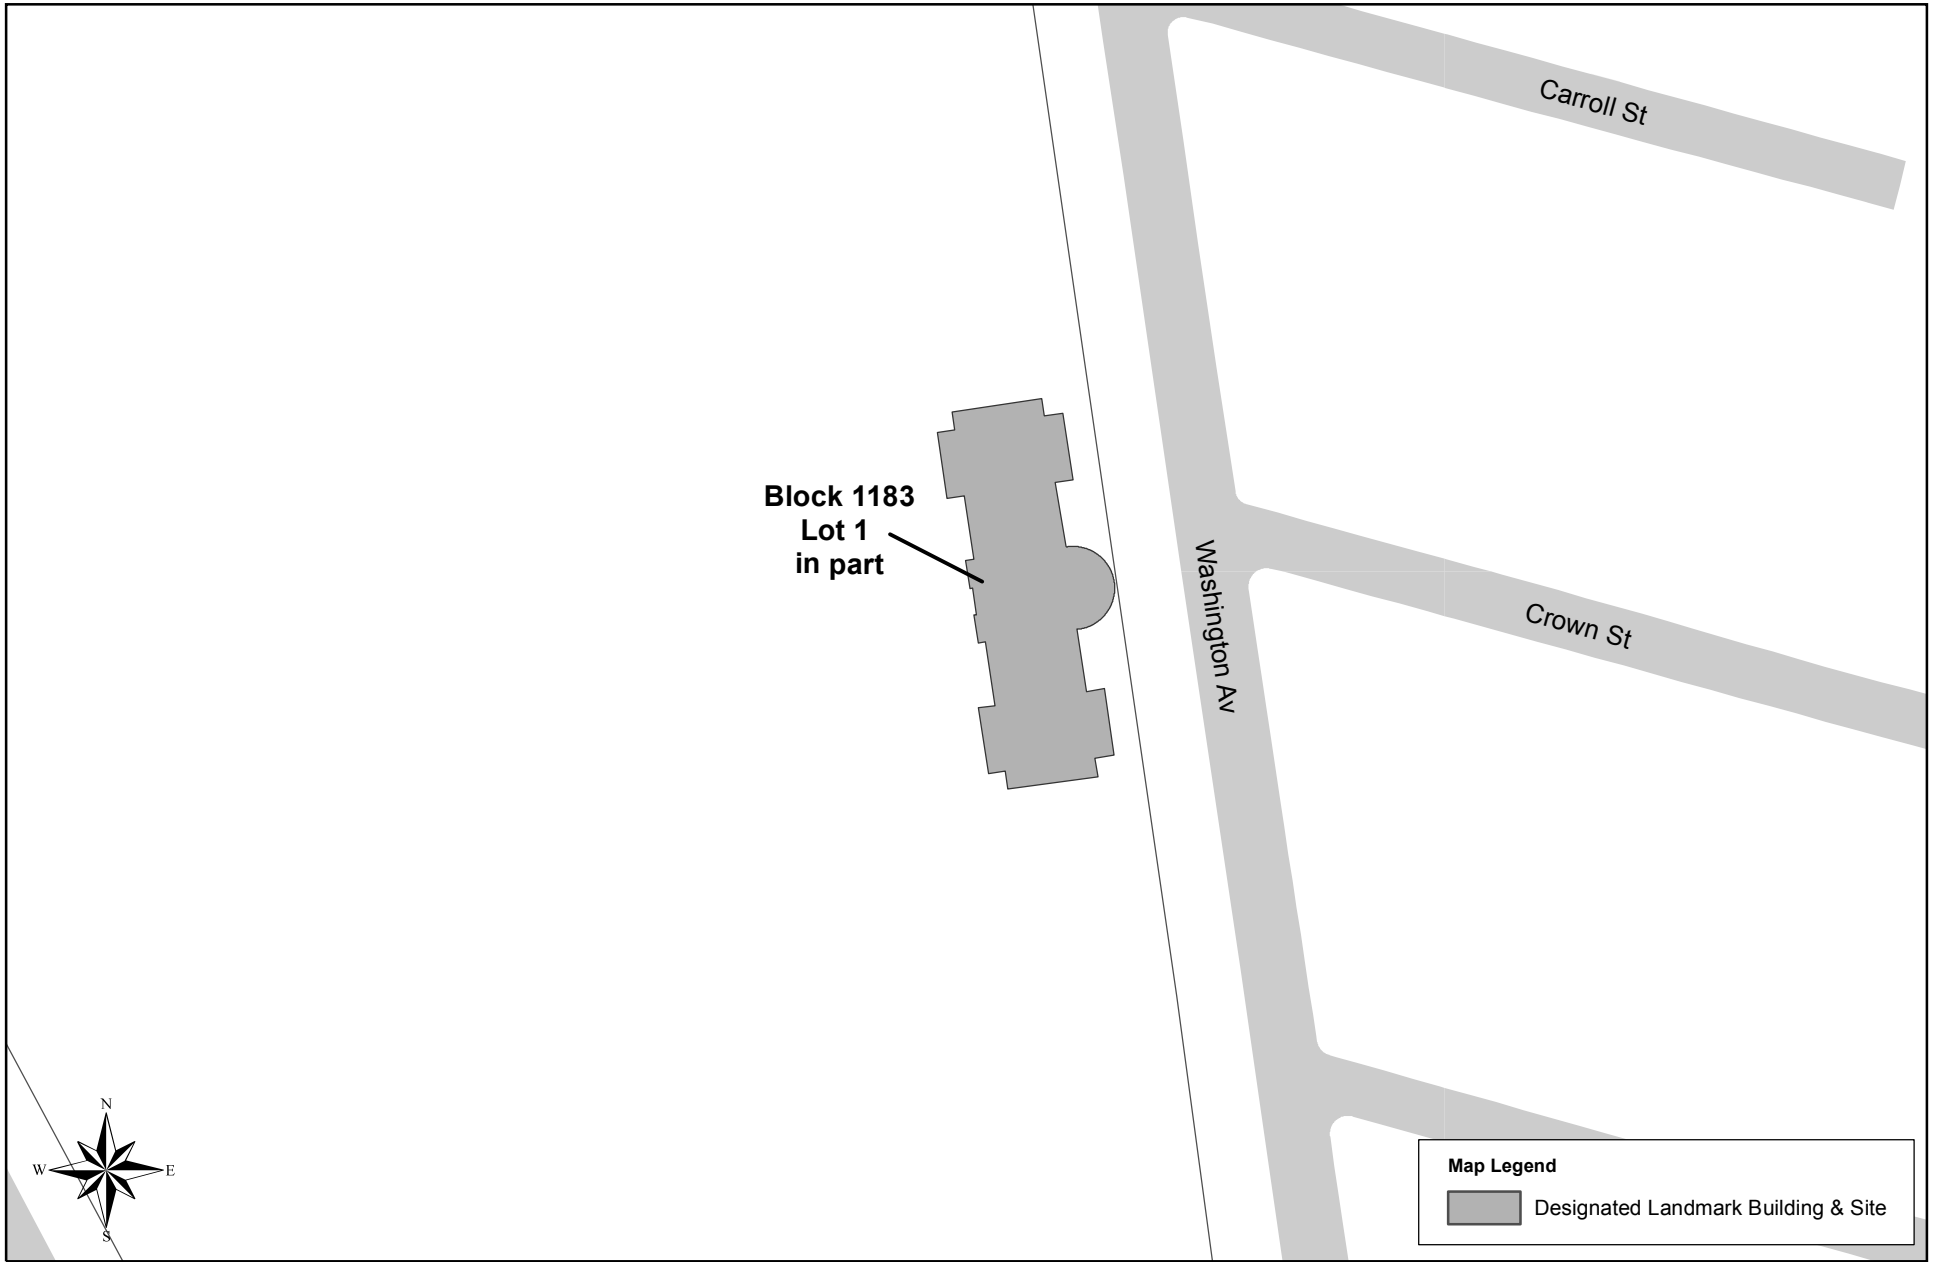 Carroll St
Block 1183
Lot 1
in part
Washington Av
Crown St
N
W
E
S
Map Legend
Designated Landmark Building & Site